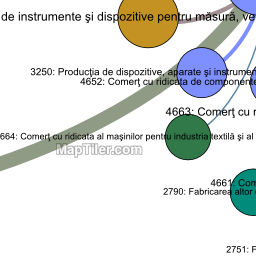 de instrumente şi dispozitive pentru măsură, ve
3250: Producţia de dispozitive, aparate şi instrumen
4652: Comerţ cu ridicata de componente
4663: Comerţ cu r
664: Comerţ cu ridicata al maşinilor pentru industria textilă şi al
MapTiler.com
4661: Com
2790: Fabricarea altor
2751: F